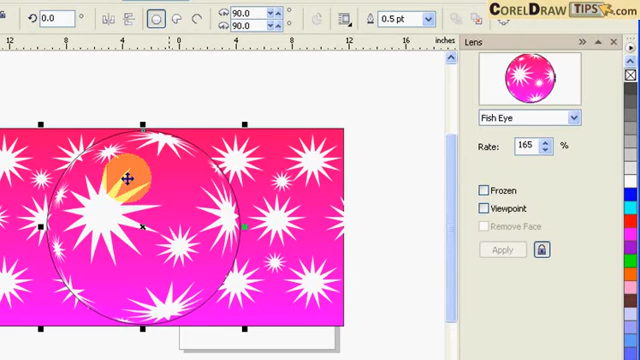 CORELDRAW TIPS.com
0.0
90.0
90.0
0.5 pt
12 8 4 0 4 8 12 16 inches
Lens
Fish Eye
Rate: 165 %
Frozen
Viewpoint
Remove Face
Apply